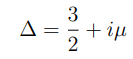 Δ = 3/2 + iμ